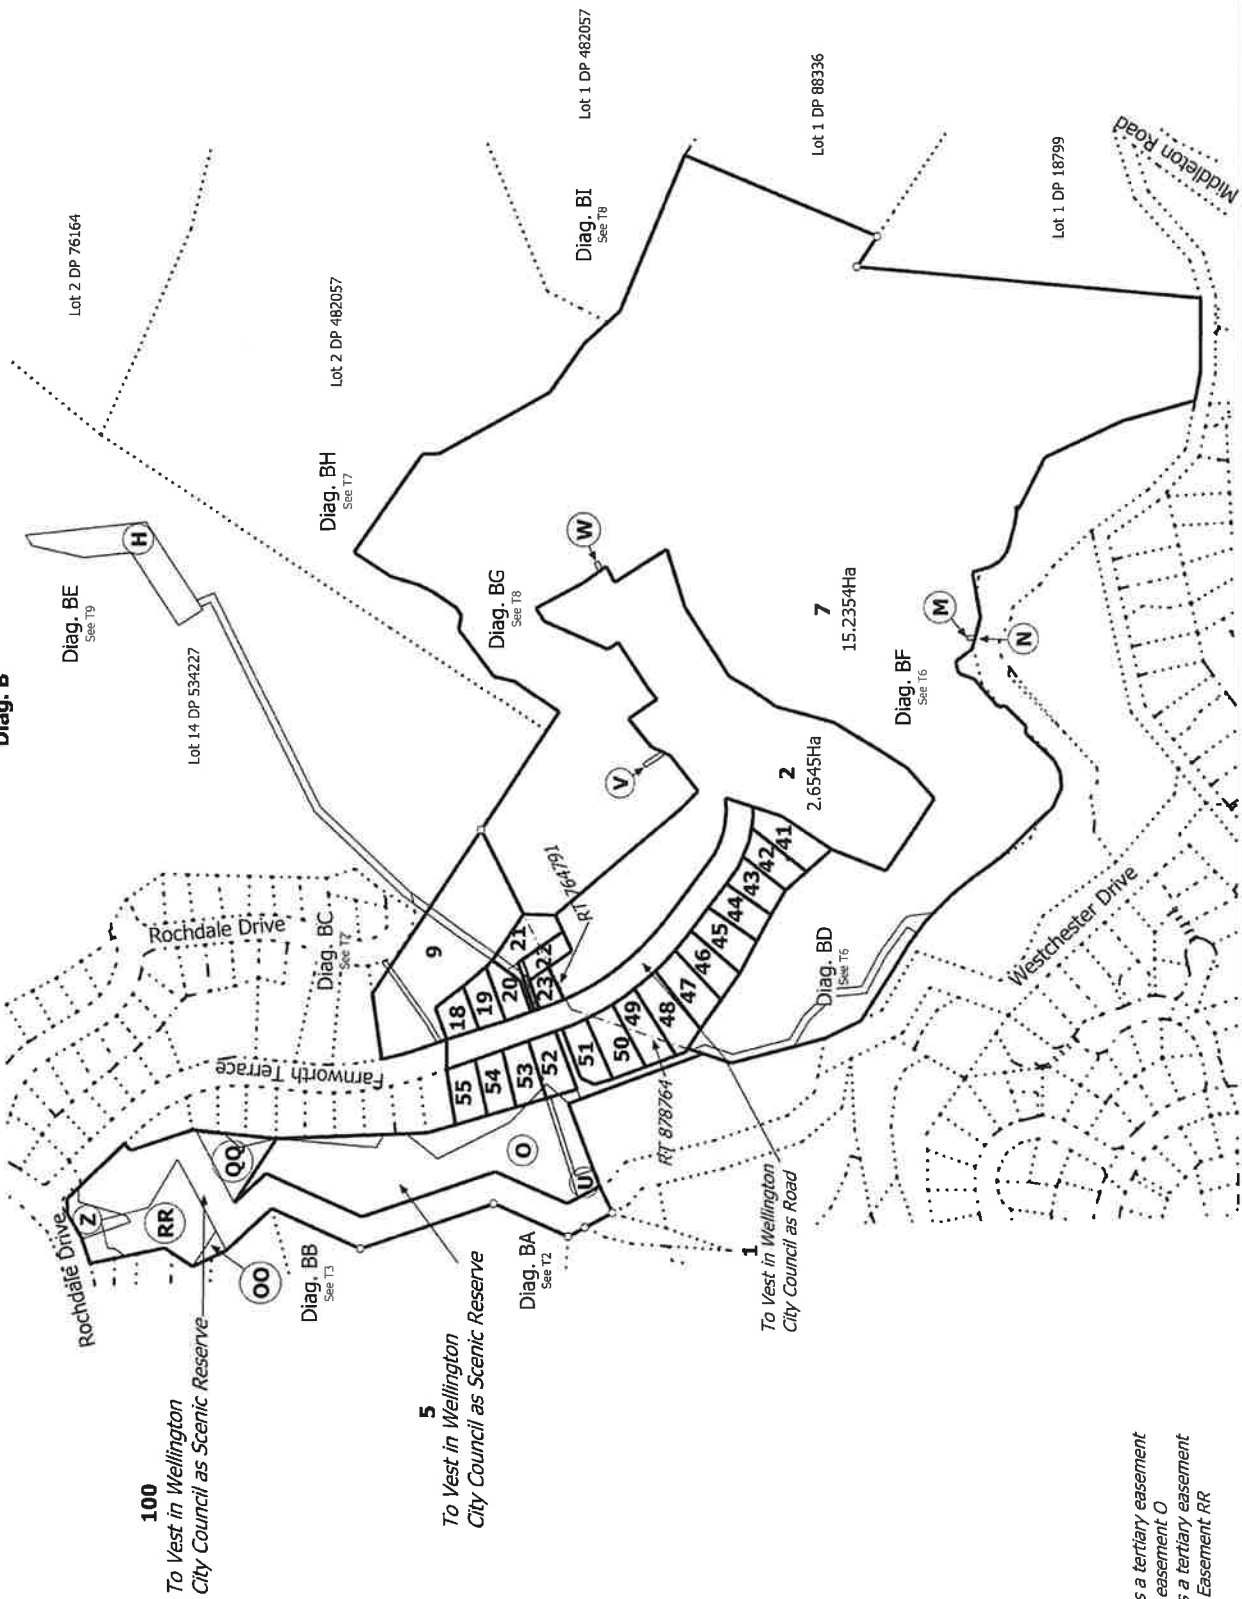 Diag. B
Lot 2 DP 76164
Lot 1 DP 482057
Lot 2 DP 482057
Lot 1 DP 88336
Lot 1 DP 18799
Middleton Road
Diag. BI
See T8
Diag. BH
See T7
Diag. BE
See T9
H
Lot 14 DP 534227
Diag. BG
See T8
W
V
7
15.2354Ha
2
2.6545Ha
Diag. BF
See T6
M
N
Rochdale Drive
Diag. BC
9
Farnworth Terrace
RT 764791
18
19
20
21
22
23
41
42
43
44
45
46
47
48
49
50
51
52
53
54
55
Diag. BD
See T6
Westchester Drive
RT 878764
Rochdale Drive
Z
RR
QQ
OO
O
U
Diag. BB
See T3
Diag. BA
See T2
100
To Vest in Wellington
City Council as Scenic Reserve
5
To Vest in Wellington
City Council as Scenic Reserve
1
To Vest in Wellington
City Council as Road
s a tertiary easement
easement O
s a tertiary easement
Easement RR